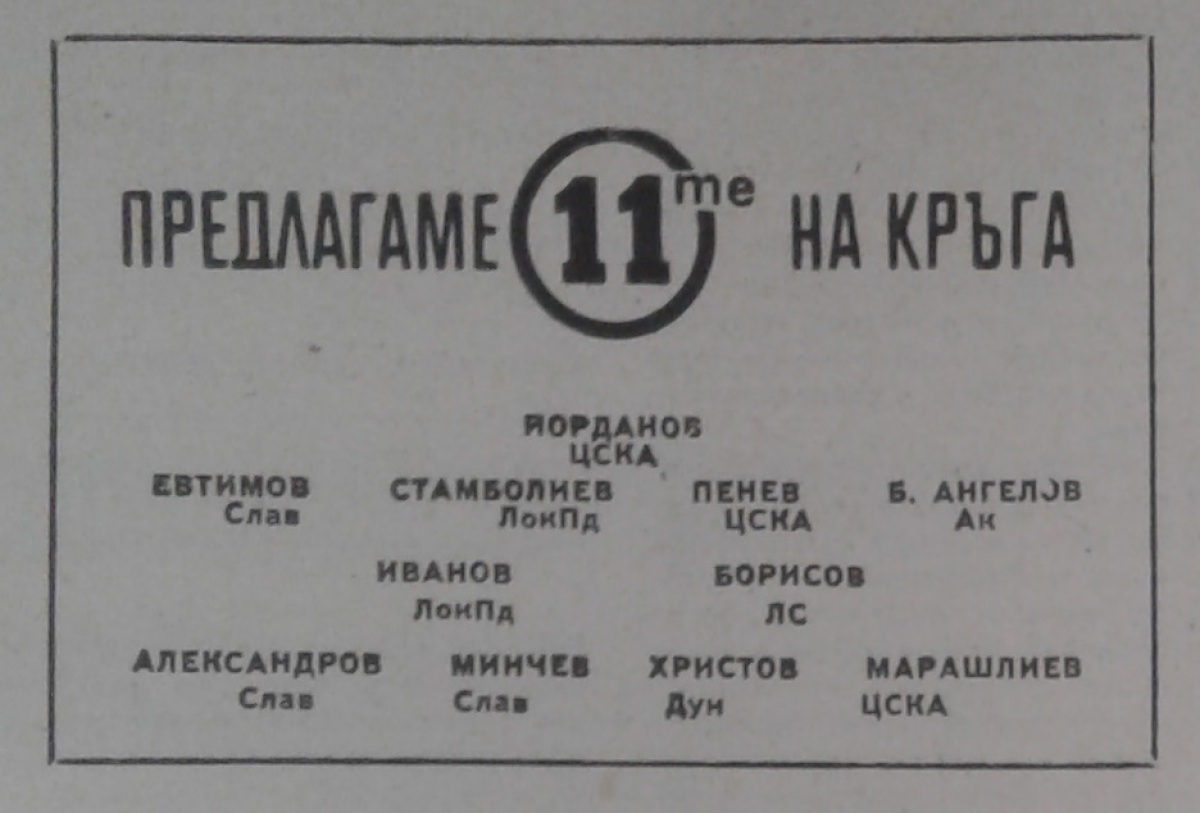 ПРЕДЛАГАМЕ 11те НА КРЪГА
ЙОРДАНОВ
ЦСКА
ЕВТИМОВ СТАМБОЛИЕВ ПЕНЕВ Б. АНГЕЛОВ
Слав ЛокПд ЦСКА Ак
ИВАНОВ БОРИСОВ
ЛокПд ЛС
АЛЕКСАНДРОВ МИНЧЕВ ХРИСТОВ МАРАШЛИЕВ
Слав Слав Дун ЦСКА